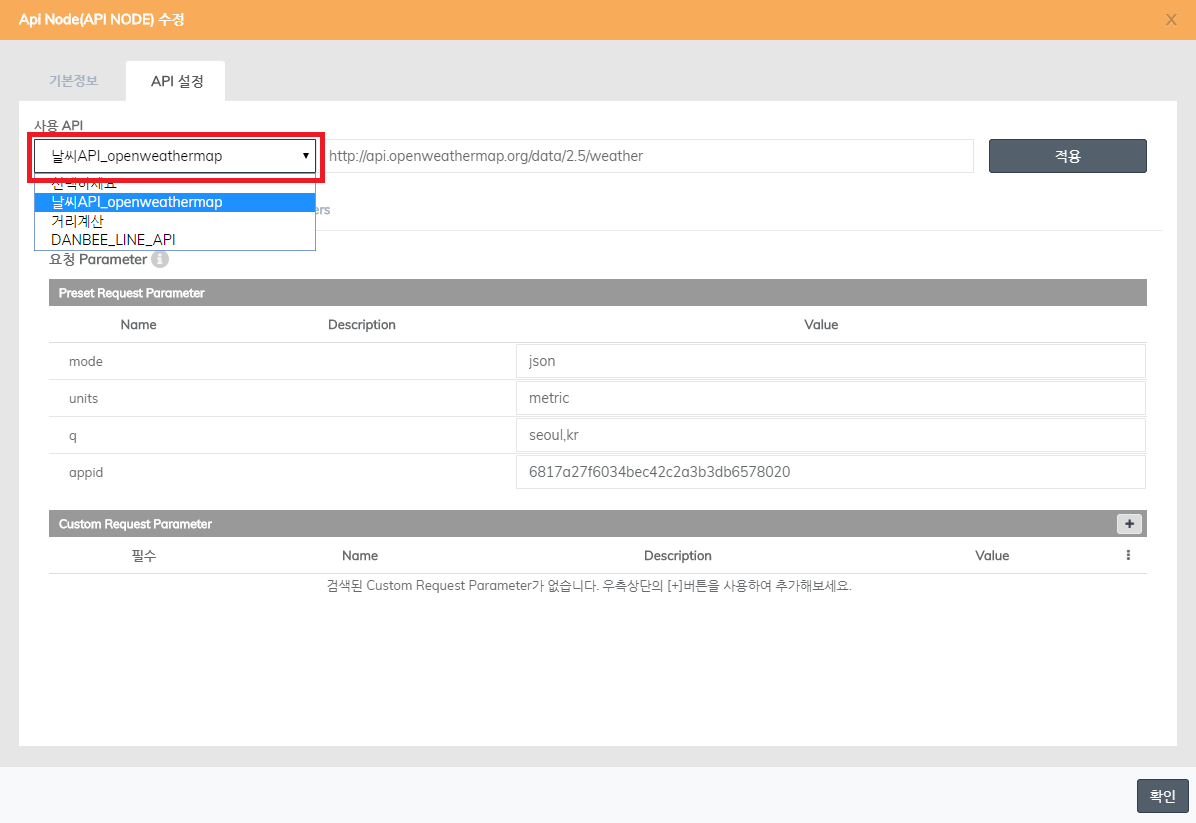 Api Node(API NODE) 수정 X
기본정보 API 설정
사용 API
날씨API_openweathermap http://api.openweathermap.org/data/2.5/weather 적용
선택하세요
날씨API_openweathermap
거리계산
DANBEE_LINE_API
요청 Parameter
Preset Request Parameter
Name Description Value
mode json
units metric
q seoul,kr
appid 6817a27f6034bec42c2a3b3db6578020
Custom Request Parameter +
필수 Name Description Value
검색된 Custom Request Parameter가 없습니다. 우측상단의 [+]버튼을 사용하여 추가해보세요.
확인